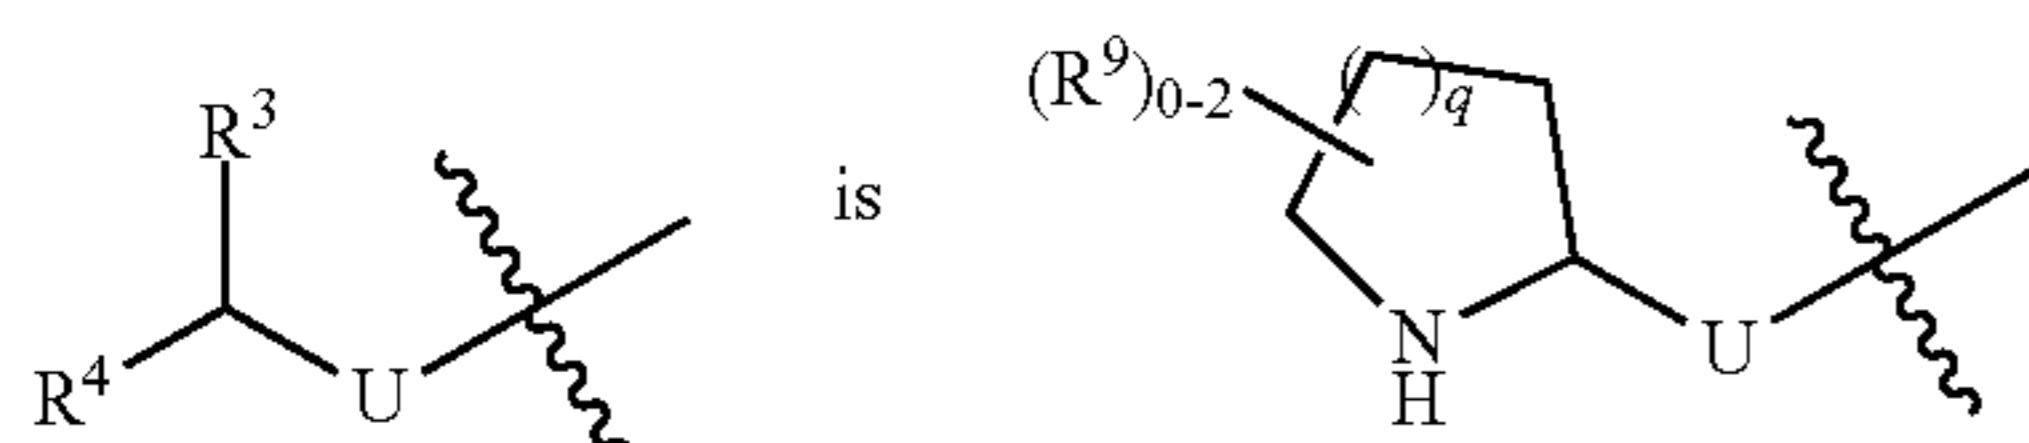 R³
R⁴
U
is
(R⁹)₀₋₂
( )q
N
H
U